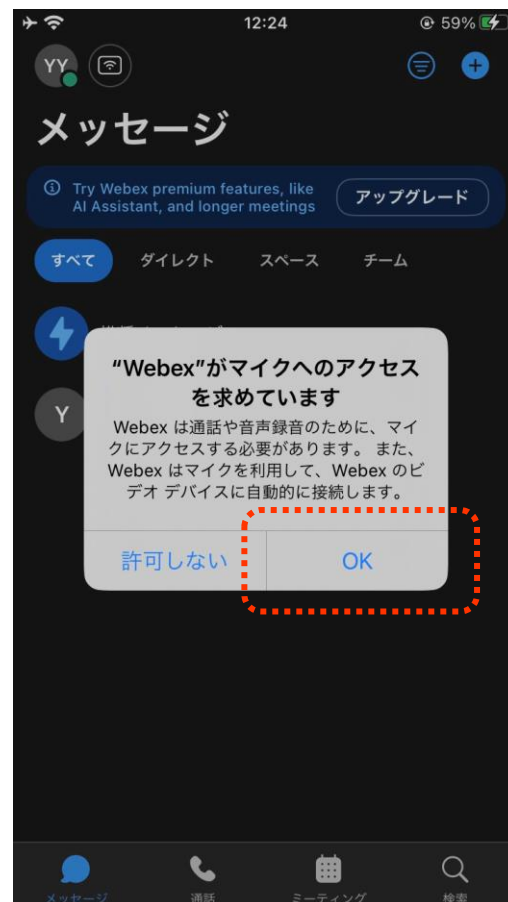 12:24
59%
YY
メッセージ
Try Webex premium features, like
AI Assistant, and longer meetings
アップグレード
すべて ダイレクト スペース チーム
Y
“Webex”がマイクへのアクセス
を求めています
Webex は通話や音声録音のために、マイ
クにアクセスする必要があります。 また、
Webex はマイクを利用して、Webex のビ
デオ デバイスに自動的に接続します。
許可しない OK
メッセージ 通話 ミーティング 検索